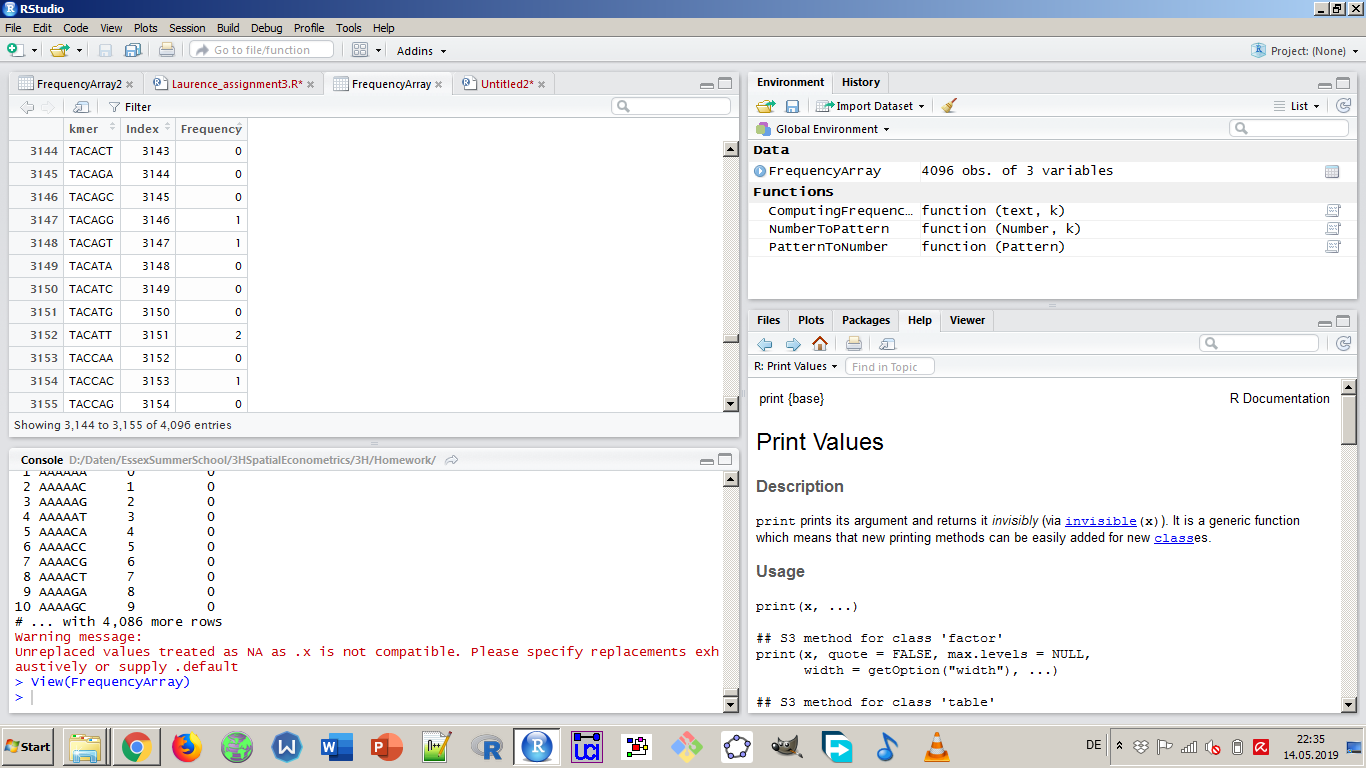 RStudio
File Edit Code View Plots Session Build Debug Profile Tools Help
Go to file/function Addins Project: (None)
FrequencyArray2 Laurence_assignment3.R* FrequencyArray Untitled2*
Filter
kmer Index Frequency
3144 TACACT 3143 0
3145 TACAGA 3144 0
3146 TACAGC 3145 0
3147 TACAGG 3146 1
3148 TACAGT 3147 1
3149 TACATA 3148 0
3150 TACATC 3149 0
3151 TACATG 3150 0
3152 TACATT 3151 2
3153 TACCAA 3152 0
3154 TACCAC 3153 1
3155 TACCAG 3154 0
Showing 3,144 to 3,155 of 4,096 entries
Console D:/Daten/EssexSummerSchool/3HSpatialEconometrics/3H/Homework/
1 AAAAAA 0 0
2 AAAAAC 1 0
3 AAAAAG 2 0
4 AAAAAT 3 0
5 AAAACA 4 0
6 AAAACC 5 0
7 AAAACG 6 0
8 AAAACT 7 0
9 AAAAGA 8 0
10 AAAAGC 9 0
# ... with 4,086 more rows
Warning message:
Unreplaced values treated as NA as .x is not compatible. Please specify replacements exh
austively or supply .default
> View(FrequencyArray)
>
Environment History
Import Dataset List
Global Environment
Data
FrequencyArray 4096 obs. of 3 variables
Functions
ComputingFrequenc… function (text, k)
NumberToPattern function (Number, k)
PatternToNumber function (Pattern)
Files Plots Packages Help Viewer
R: Print Values Find in Topic
print {base} R Documentation
Print Values
Description
print prints its argument and returns it invisibly (via invisible(x)). It is a generic function
which means that new printing methods can be easily added for new classes.
Usage
print(x, ...)
## S3 method for class 'factor'
print(x, quote = FALSE, max.levels = NULL,
width = getOption("width"), ...)
## S3 method for class 'table'
Start DE 22:35
14.05.2019